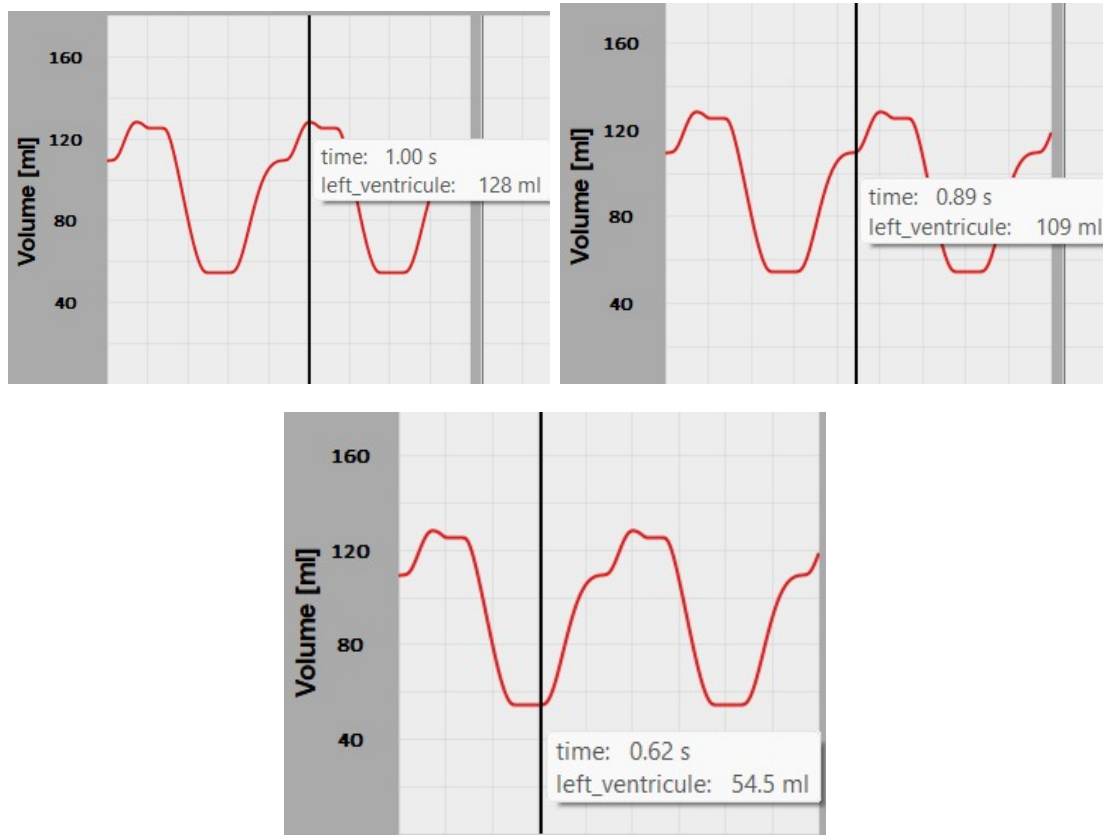 160
120
80
40
Volume [ml]
time: 1.00 s
left_ventricule: 128 ml
160
120
80
40
Volume [ml]
time: 0.89 s
left_ventricule: 109 ml
160
120
80
40
Volume [ml]
time: 0.62 s
left_ventricule: 54.5 ml